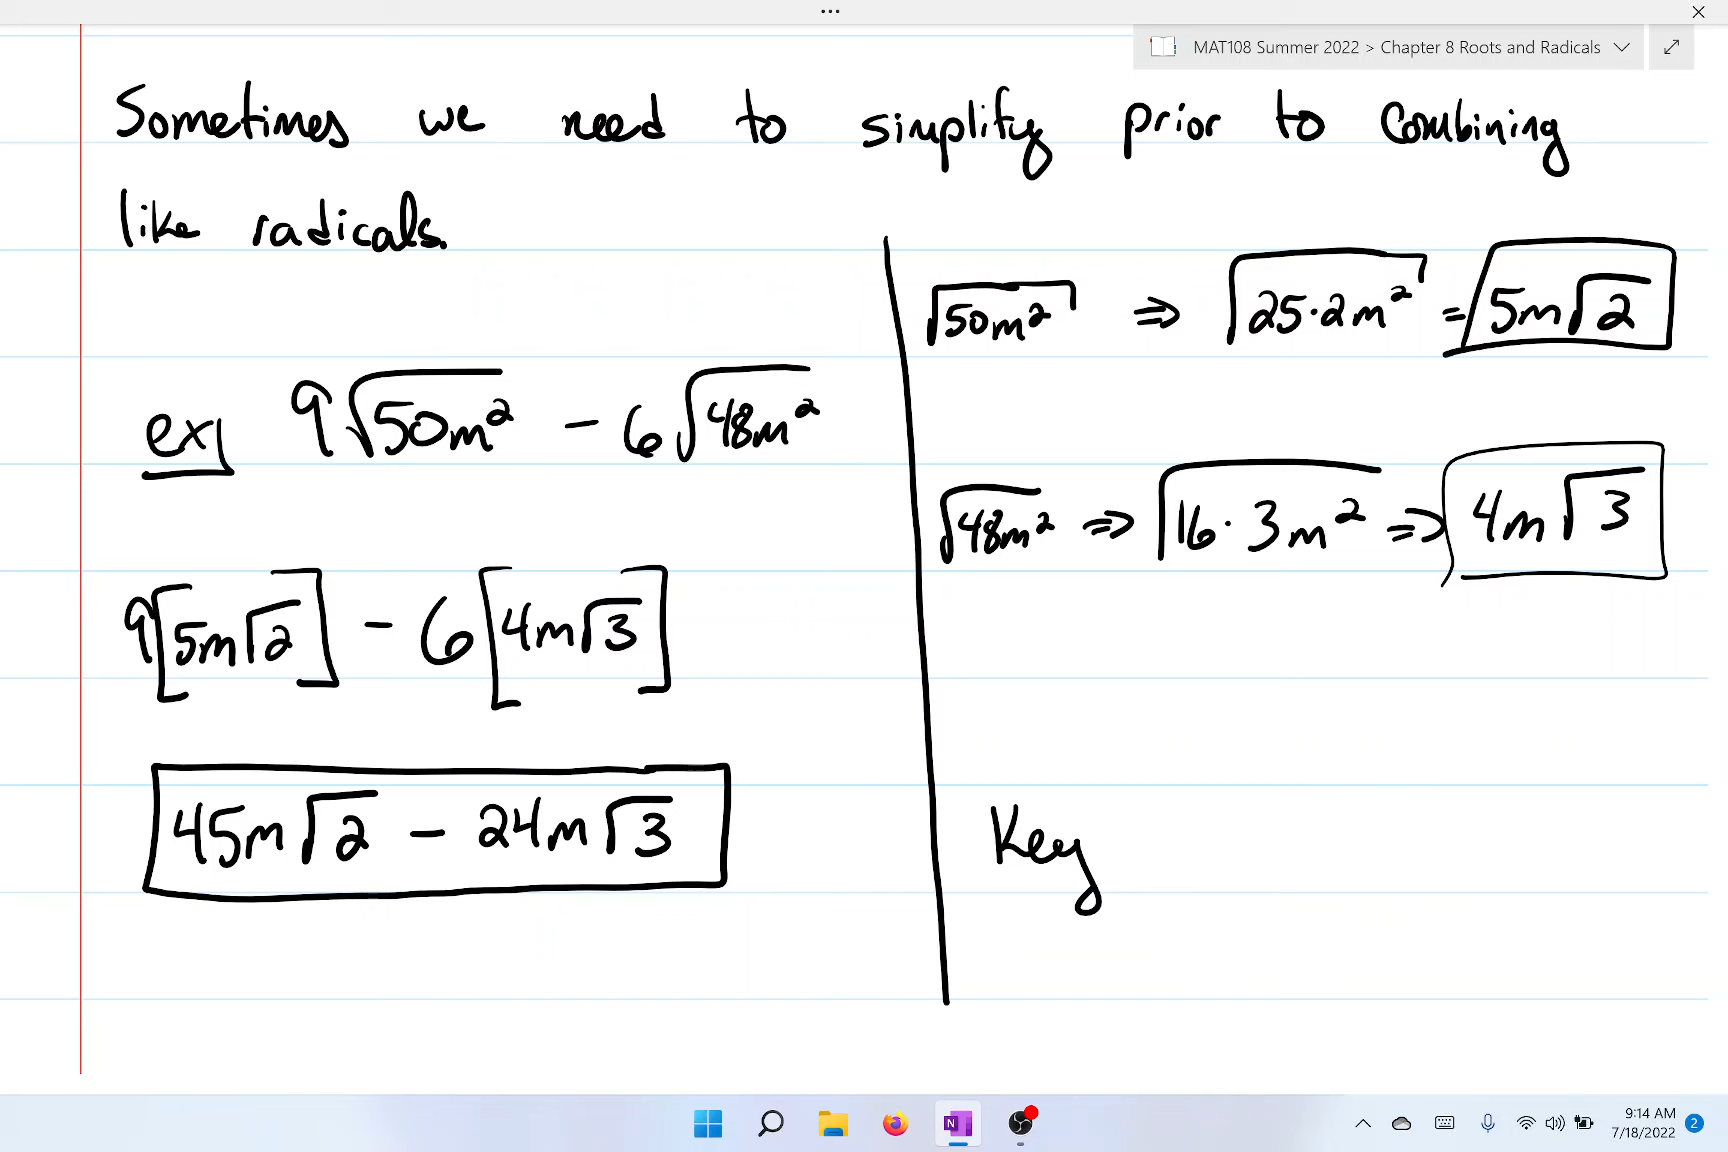 MAT108 Summer 2022 > Chapter 8 Roots and Radicals
Sometimes we need to simplify prior to combining
like radicals.
ex) 9√50m² − 6√48m²
9[5m√2] − 6[4m√3]
45m√2 − 24m√3
√50m² ⇒ √25·2m² = 5m√2
√48m² ⇒ √16·3m² ⇒ 4m√3
Key
N
9:14 AM
7/18/2022
2